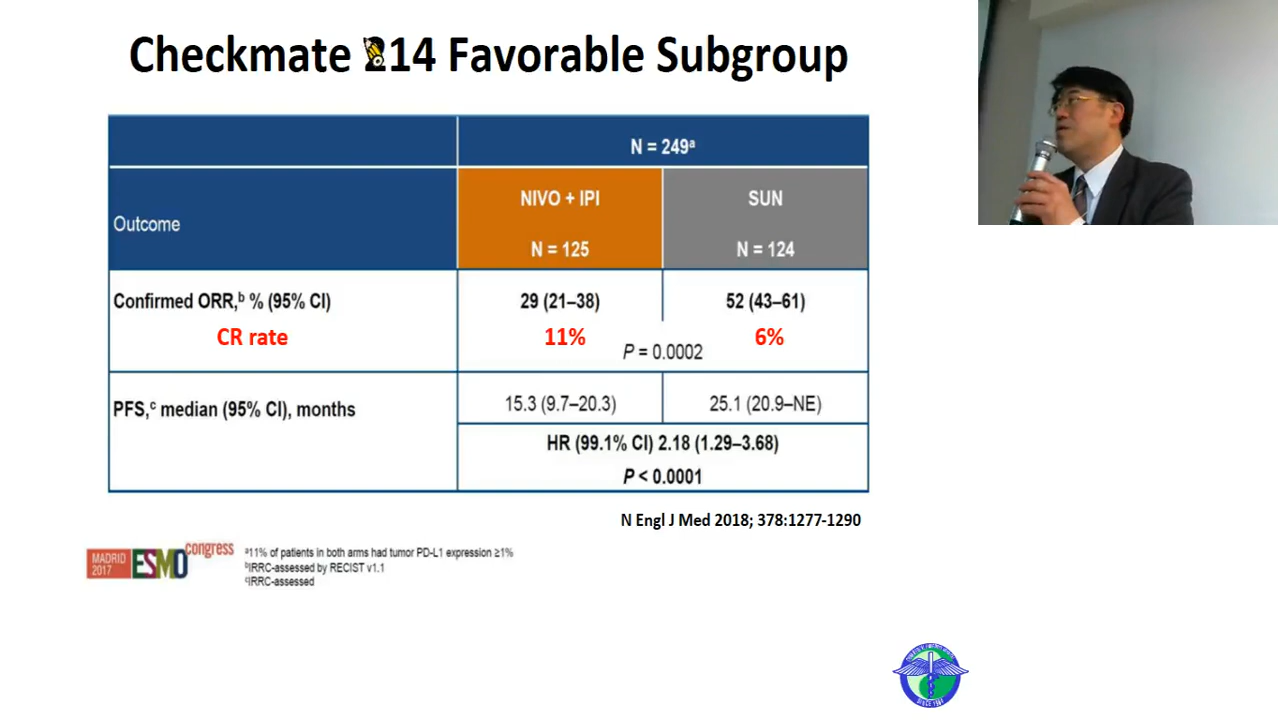 Checkmate 214 Favorable Subgroup
N = 249ᵃ
Outcome
NIVO + IPI
N = 125
SUN
N = 124
Confirmed ORR,ᵇ % (95% CI)
29 (21–38)
52 (43–61)
CR rate
11%
6%
P = 0.0002
PFS,ᶜ median (95% CI), months
15.3 (9.7–20.3)
25.1 (20.9–NE)
HR (99.1% CI) 2.18 (1.29–3.68)
P < 0.0001
N Engl J Med 2018; 378:1277-1290
MADRID
2017
ESMO congress
ᵃ11% of patients in both arms had tumor PD-L1 expression ≥1%
ᵇIRRC-assessed by RECIST v1.1
ᶜIRRC-assessed